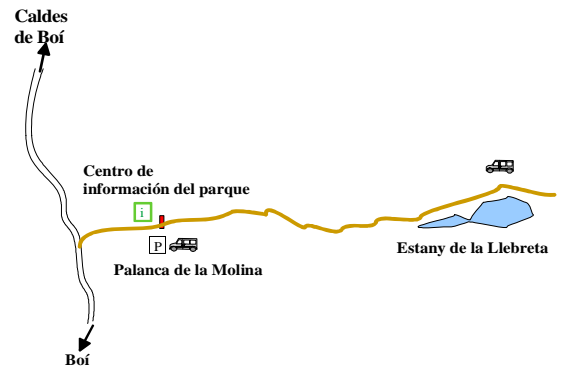 Caldes
de Boí
Centro de
información del parque
i
P
Palanca de la Molina
Estany de la Llebreta
Boí